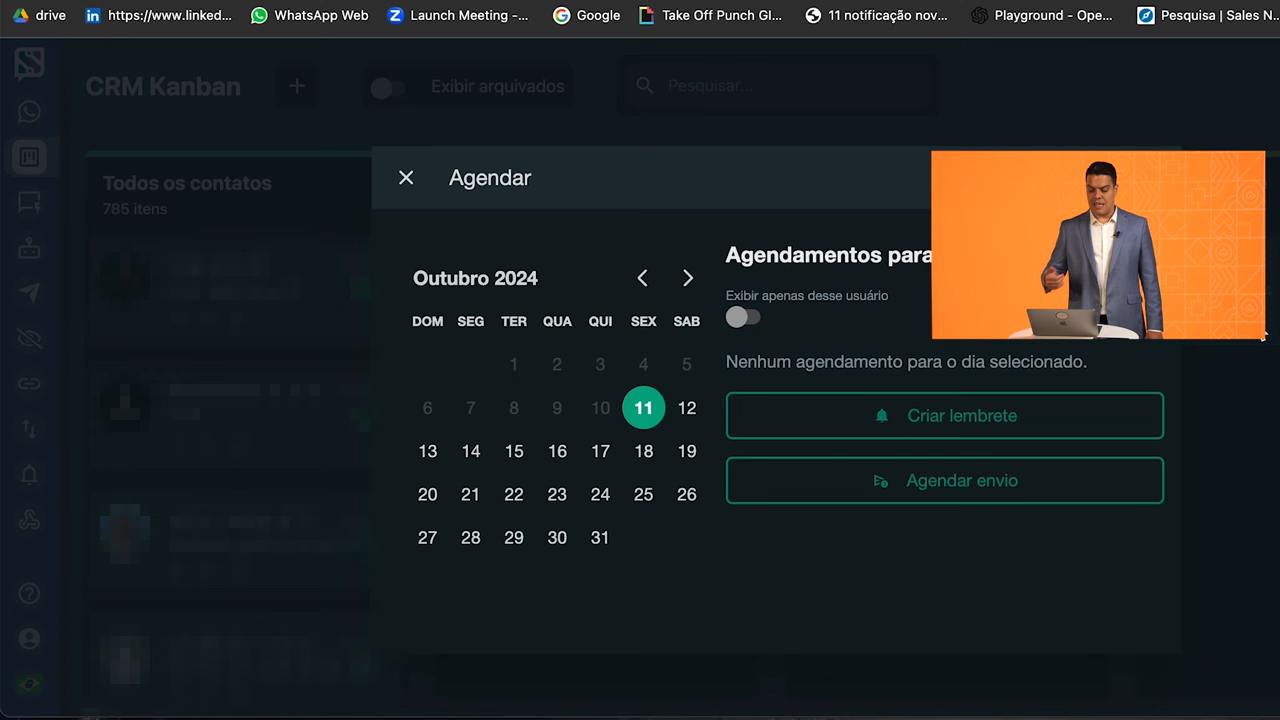 drive
https://www.linked...
WhatsApp Web
Launch Meeting -...
Google
Take Off Punch Gl...
11 notificação nov...
Playground - Ope...
Pesquisa | Sales N...
CRM Kanban
Exibir arquivados
Pesquisar...
Todos os contatos
785 itens
Agendar
Outubro 2024
DOM SEG TER QUA QUI SEX SAB
1 2 3 4 5
6 7 8 9 10 11 12
13 14 15 16 17 18 19
20 21 22 23 24 25 26
27 28 29 30 31
Agendamentos para
Exibir apenas desse usuário
Nenhum agendamento para o dia selecionado.
Criar lembrete
Agendar envio